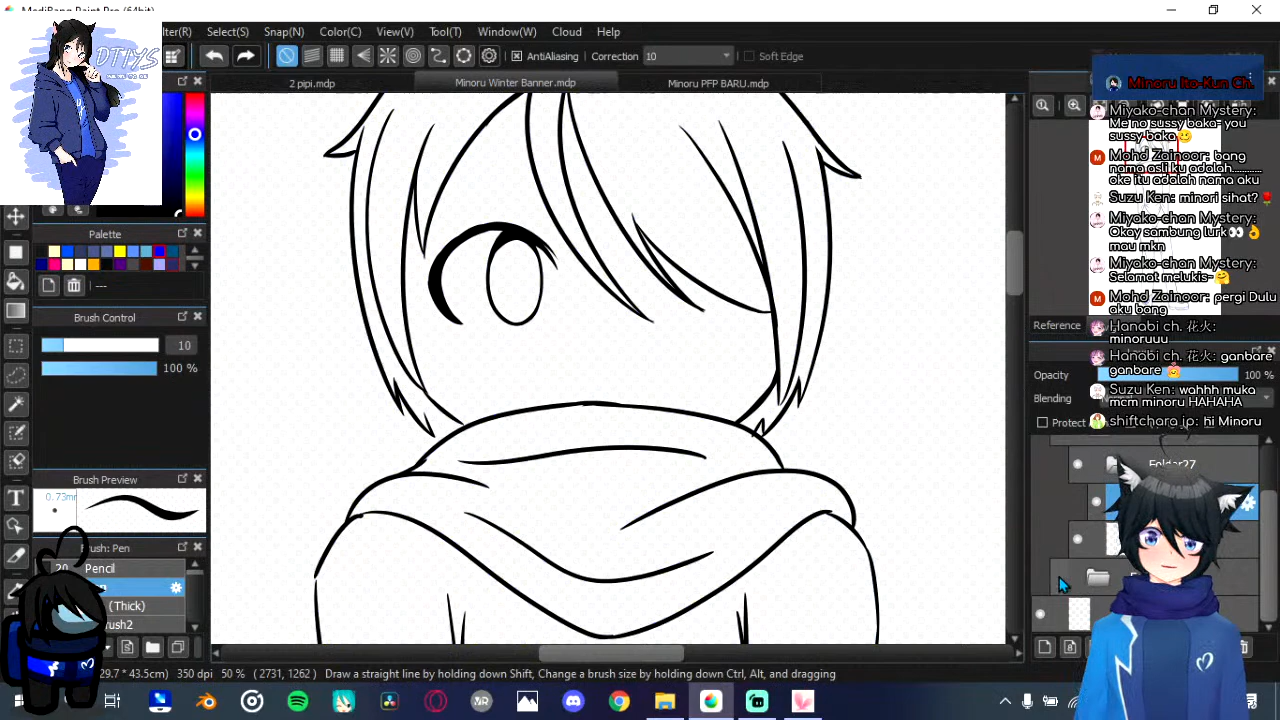 MediBang Paint Pro (64bit)
lter(R) Select(S) Snap(N) Color(C) View(V) Tool(T) Window(W) Cloud Help
DTIYS
AntiAliasing Correction 10 Soft Edge
2 pipi.mdp Minoru Winter Banner.mdp Minoru PFP BARU.mdp
Minoru Ito-Kun Ch.
Miyako-chan Mystery:
Me no sussy baka- you
sussy baka
Mohd Zainoor: bang
nama asli ku adalah............
oke itu adalah nama aku
Suzu Ken: minori sihat?
Miyako-chan Mystery:
Okay sambung lurk
mau mkn
Miyako-chan Mystery:
Selamat melukis-
Mohd Zainoor: pergi Dulu
aku bang
Hanabi ch. 花火:
minoruuu
Hanabi ch. 花火: ganbare
ganbare
Suzu Ken: wahhh muka
mcm minoru HAHAHA
shiftchara jp: hi Minoru
Palette
---
Brush Control
10
100 %
Brush Preview
0.73m
Brush: Pen
20 Pencil
(Thick)
rush2
Reference
Opacity 100 %
Blending
Protect
Folder27
29.7 * 43.5cm) 350 dpi 50 % ( 2731, 1262 ) Draw a straight line by holding down Shift, Change a brush size by holding down Ctrl, Alt, and dragging